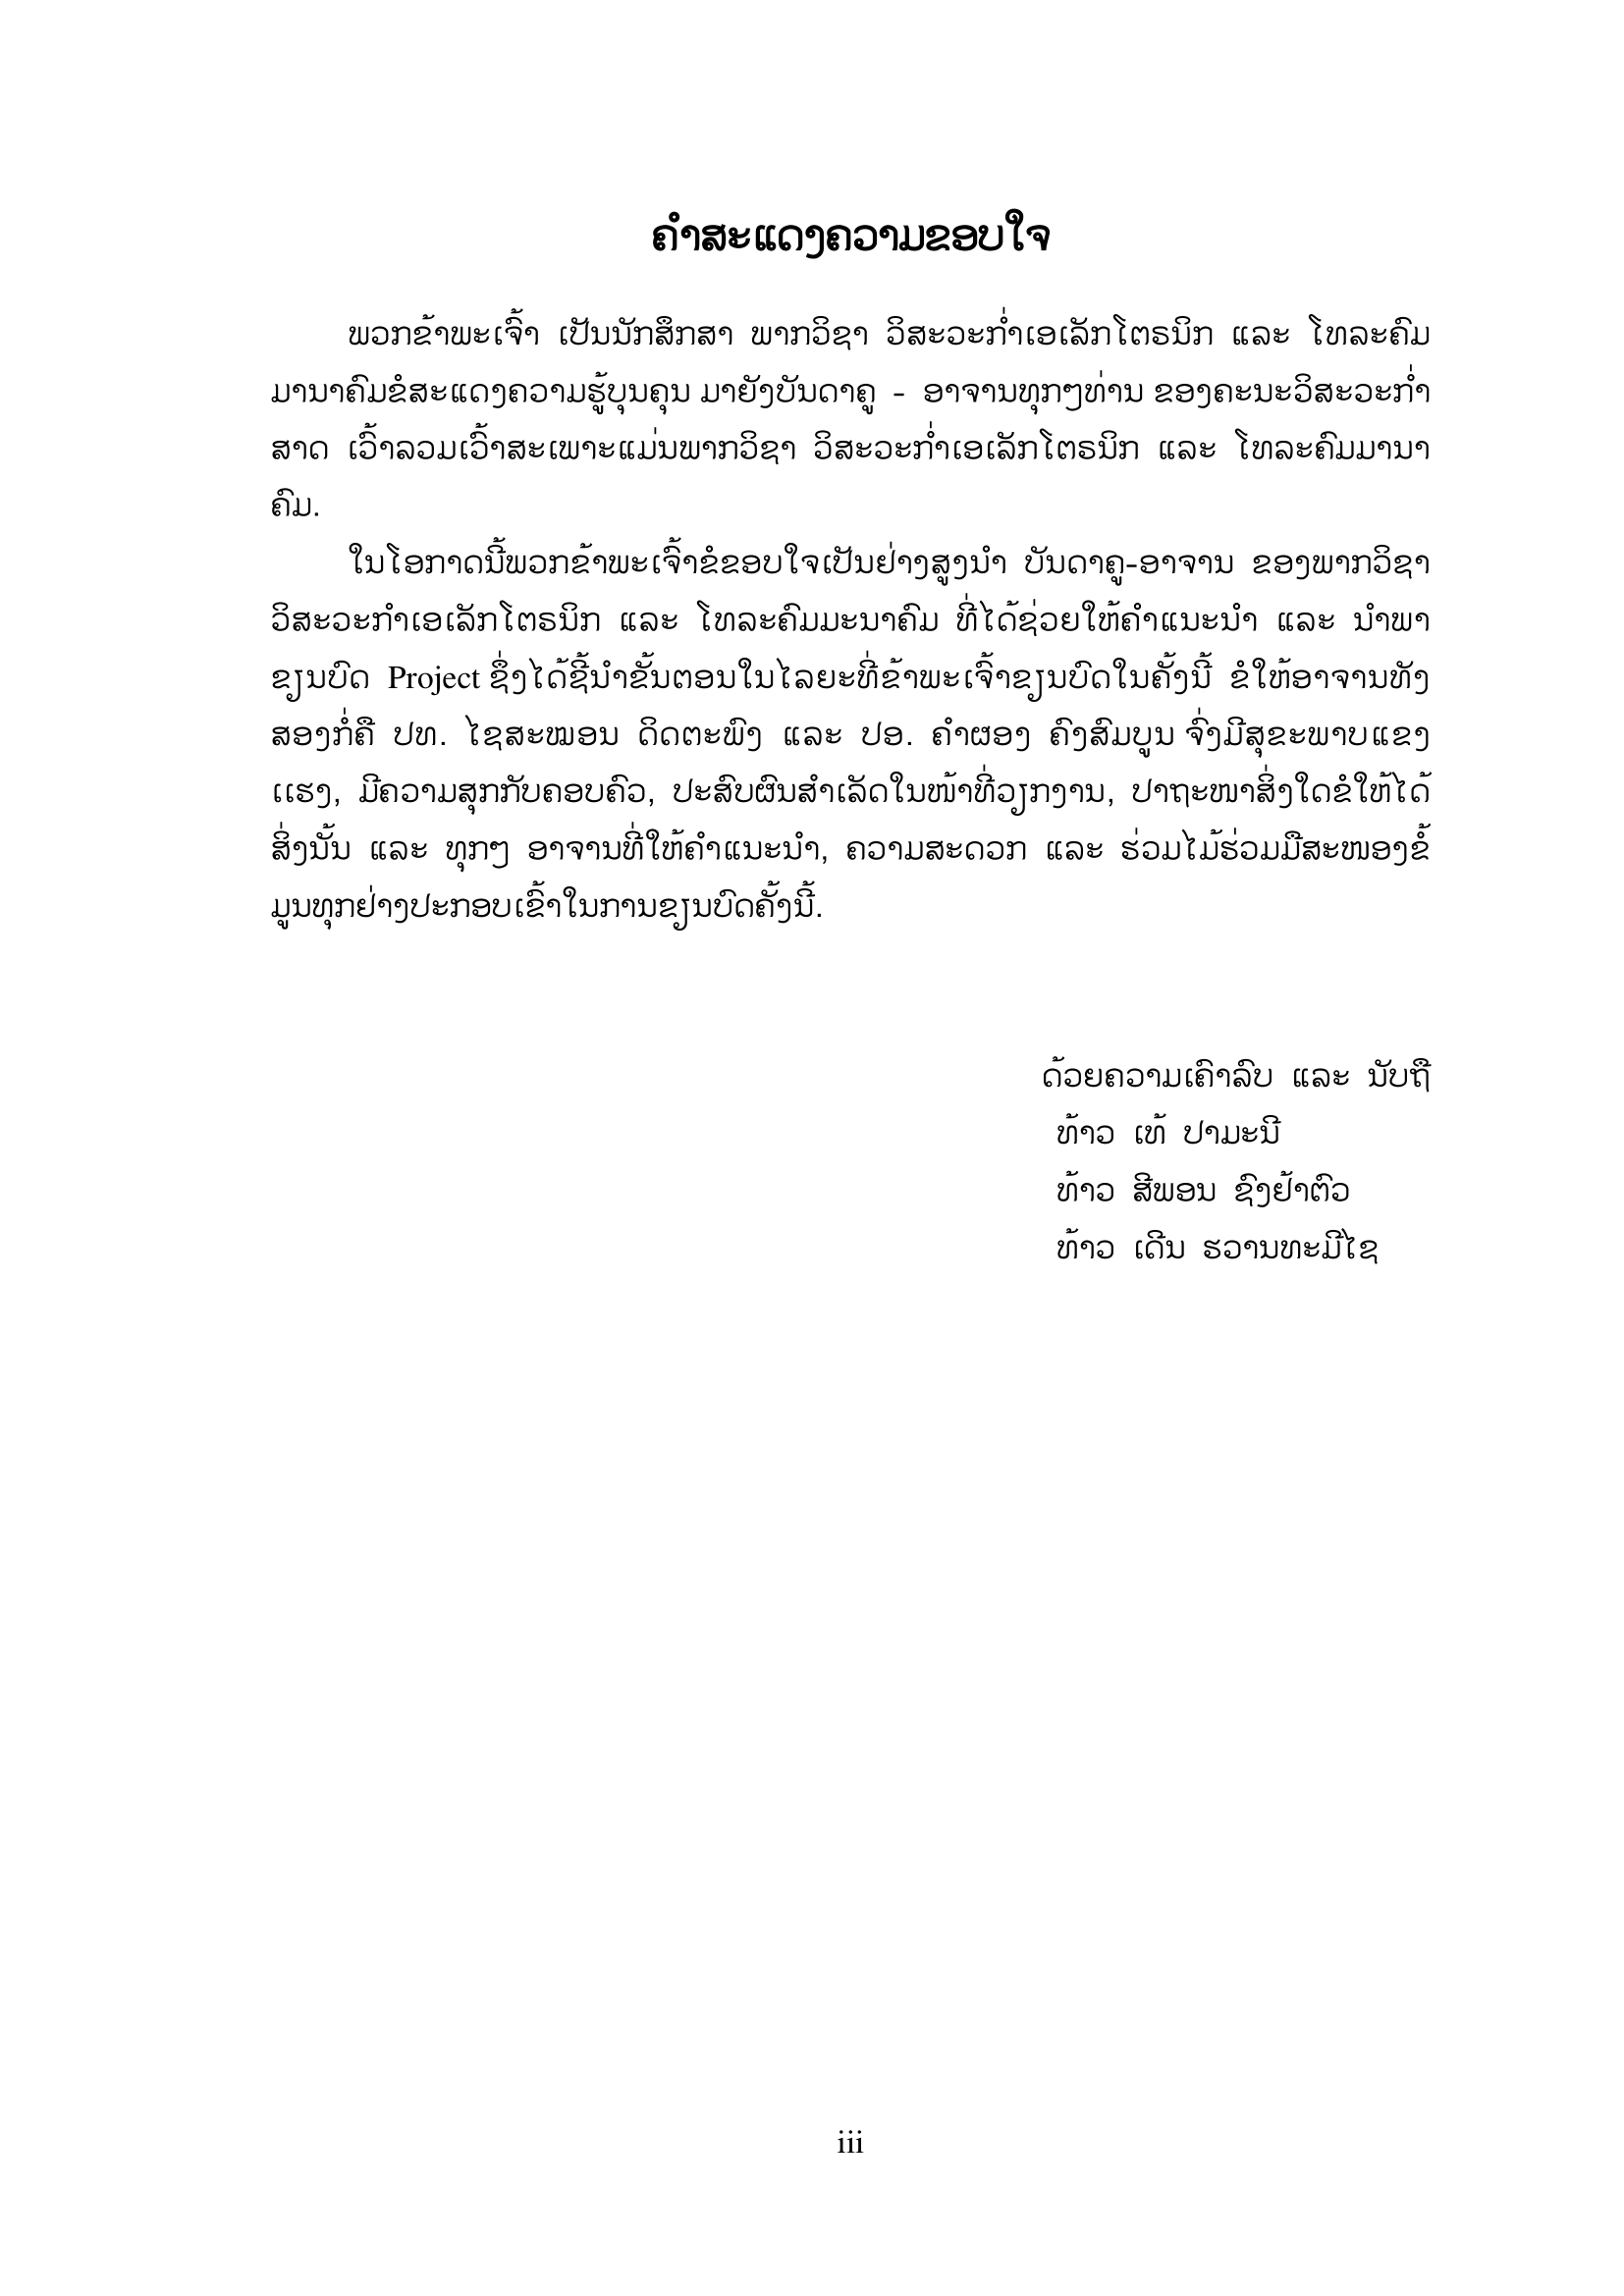 ຄໍາສະແດງຄວາມຂອບໃຈ
ພວກຂ້າພະເຈົ້າ ເປັນນັກສຶກສາ ພາກວິຊາ ວິສະວະກໍ່າເອເລັກໂຕຣນິກ ແລະ ໂທລະຄົມ
ມານາຄົມຂໍສະແດງຄວາມຮູ້ບຸນຄຸນ ມາຍັງບັນດາຄູ - ອາຈານທຸກໆທ່ານ ຂອງຄະນະວິສະວະກໍ່າ
ສາດ ເວົ້າລວມເວົ້າສະເພາະແມ່ນພາກວິຊາ ວິສະວະກໍ່າເອເລັກໂຕຣນິກ ແລະ ໂທລະຄົມມານາ
ຄົມ.
ໃນໂອກາດນີ້ພວກຂ້າພະເຈົ້າຂໍຂອບໃຈເປັນຢ່າງສູງນໍາ ບັນດາຄູ-ອາຈານ ຂອງພາກວິຊາ
ວິສະວະກໍາເອເລັກໂຕຣນິກ ແລະ ໂທລະຄົມມະນາຄົມ ທີ່ໄດ້ຊ່ວຍໃຫ້ຄໍາແນະນໍາ ແລະ ນໍາພາ
ຂຽນບົດ Project ຊຶ່ງໄດ້ຊີ້ນໍາຂັ້ນຕອນໃນໄລຍະທີ່ຂ້າພະເຈົ້າຂຽນບົດໃນຄັ້ງນີ້ ຂໍໃຫ້ອາຈານທັງ
ສອງກໍ່ຄື ປທ. ໄຊສະໝອນ ດິດຕະພົງ ແລະ ປອ. ຄໍາຜອງ ຄົງສົມບູນ ຈົ່ງມີສຸຂະພາບແຂງ
ແຮງ, ມີຄວາມສຸກກັບຄອບຄົວ, ປະສົບຜົນສໍາເລັດໃນໜ້າທີ່ວຽກງານ, ປາຖະໜາສິ່ງໃດຂໍໃຫ້ໄດ້
ສິ່ງນັ້ນ ແລະ ທຸກໆ ອາຈານທີ່ໃຫ້ຄໍາແນະນໍາ, ຄວາມສະດວກ ແລະ ຮ່ວມໄມ້ຮ່ວມມືສະໜອງຂໍ້
ມູນທຸກຢ່າງປະກອບເຂົ້າໃນການຂຽນບົດຄັ້ງນີ້.
ດ້ວຍຄວາມເຄົາລົບ ແລະ ນັບຖື
ທ້າວ ເທ້ ປາມະນີ
ທ້າວ ສີພອນ ຊົງຢ້າຕົວ
ທ້າວ ເດີນ ຮວານທະມີໄຊ
iii